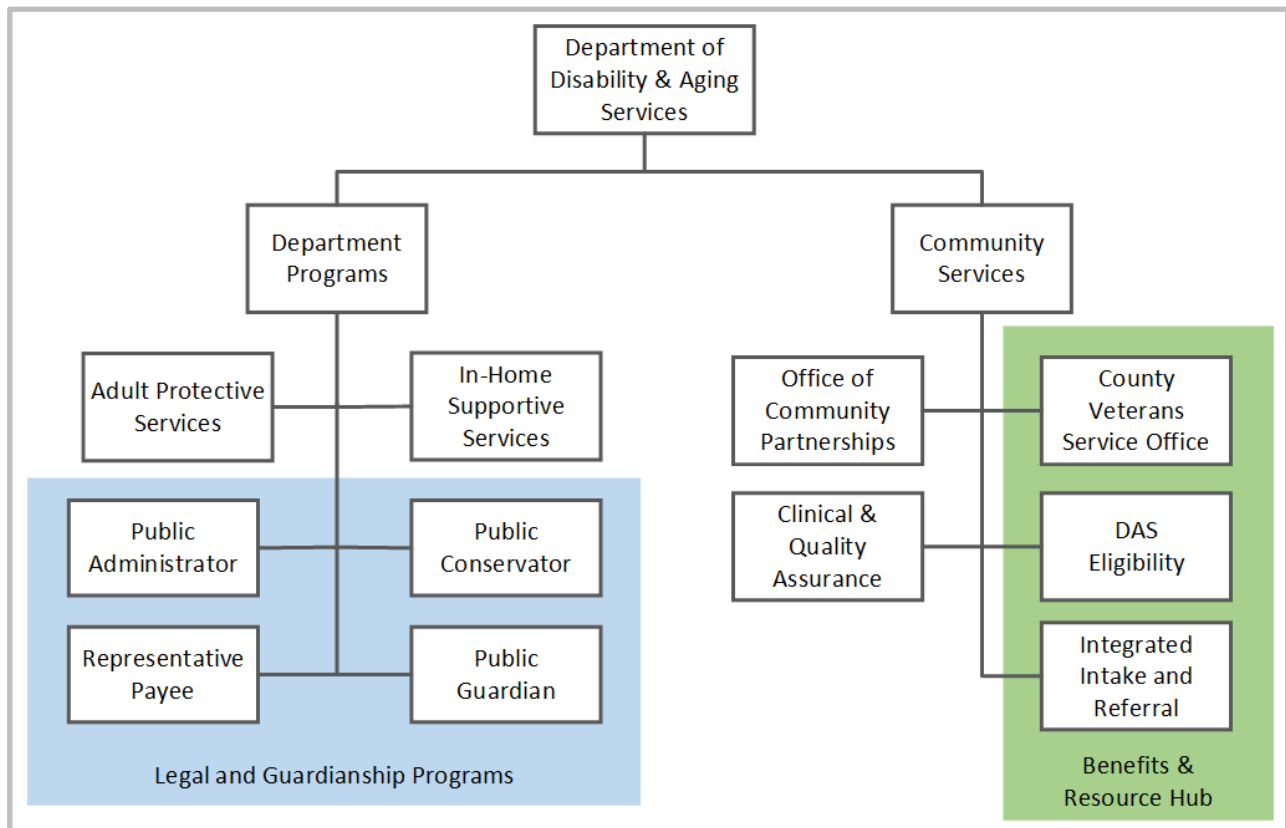 Department of
Disability & Aging
Services
Department
Programs
Community
Services
Adult Protective
Services
In-Home
Supportive
Services
Office of
Community
Partnerships
County
Veterans
Service Office
Public
Administrator
Public
Conservator
Clinical &
Quality
Assurance
DAS
Eligibility
Representative
Payee
Public
Guardian
Integrated
Intake and
Referral
Legal and Guardianship Programs
Benefits &
Resource Hub